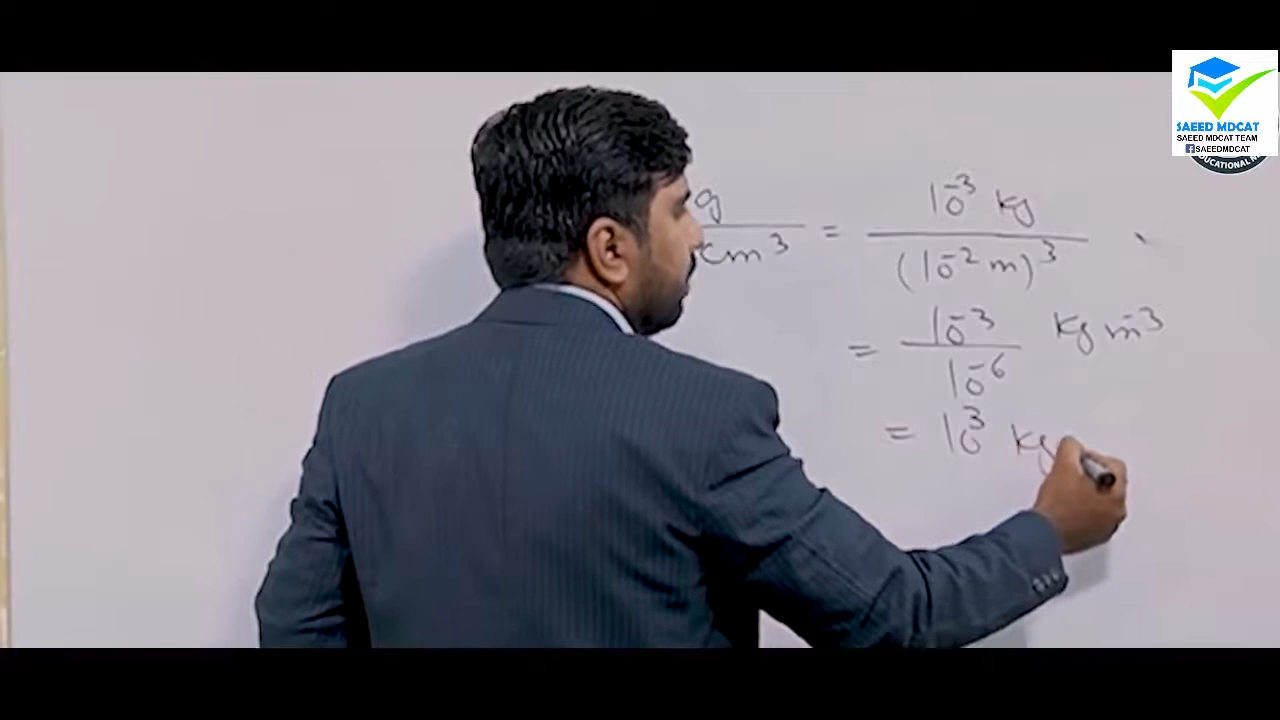 g / cm³ = 10⁻³ kg / (10⁻² m)³
= 10⁻³ / 10⁻⁶ kg m⁻³
= 10³ kg
SAEED MDCAT
SAEED MDCAT TEAM
SAEEDMDCAT